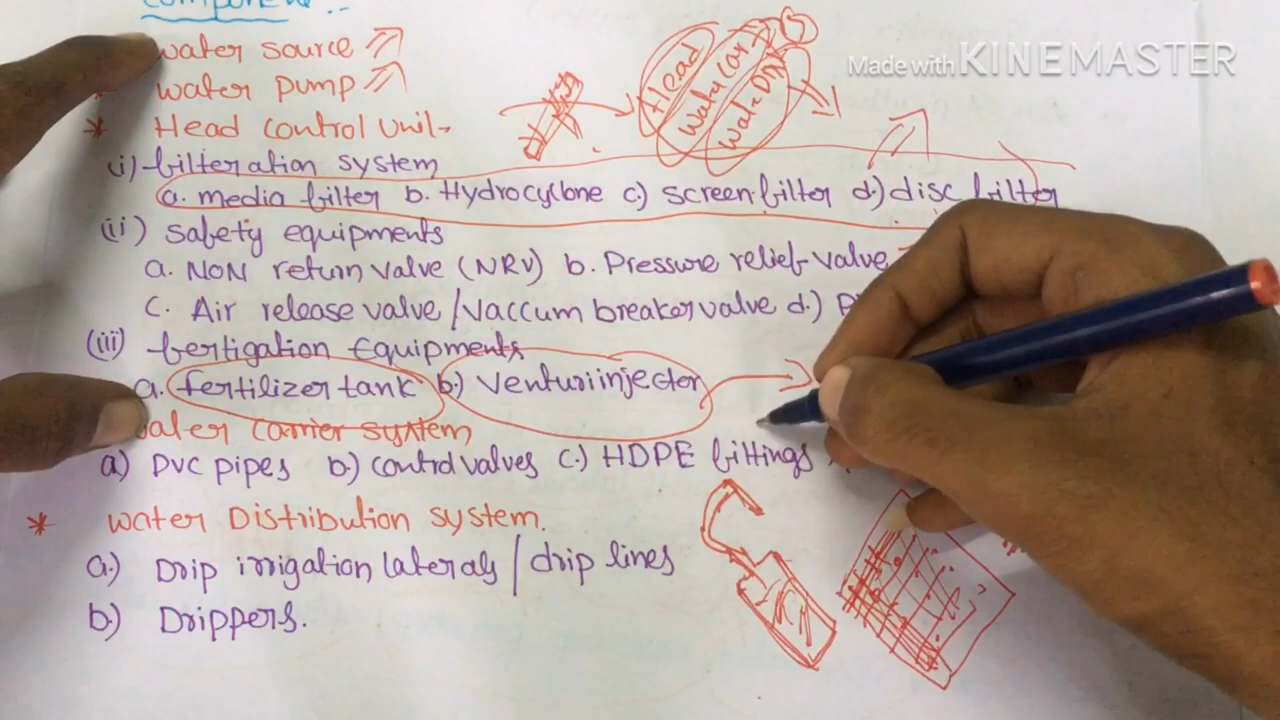 component :-
Made with KINEMASTER
water source
water pump
* Head control Unit-
(i) filteration system
a. media filter b. Hydrocyclone c.) screen filter d.) disc filter
(ii) Safety equipments
a. NON return valve (NRV) b. Pressure relief valve
c. Air release valve / Vaccum breaker valve d.)
(iii) fertigation Equipments
a. fertilizer tank b.) Venturi injector
water carrier system
a) PVC pipes b.) control valves c.) HDPE fittings
* water Distribution system.
a.) Drip irrigation laterals / drip lines
b.) Drippers.
Head